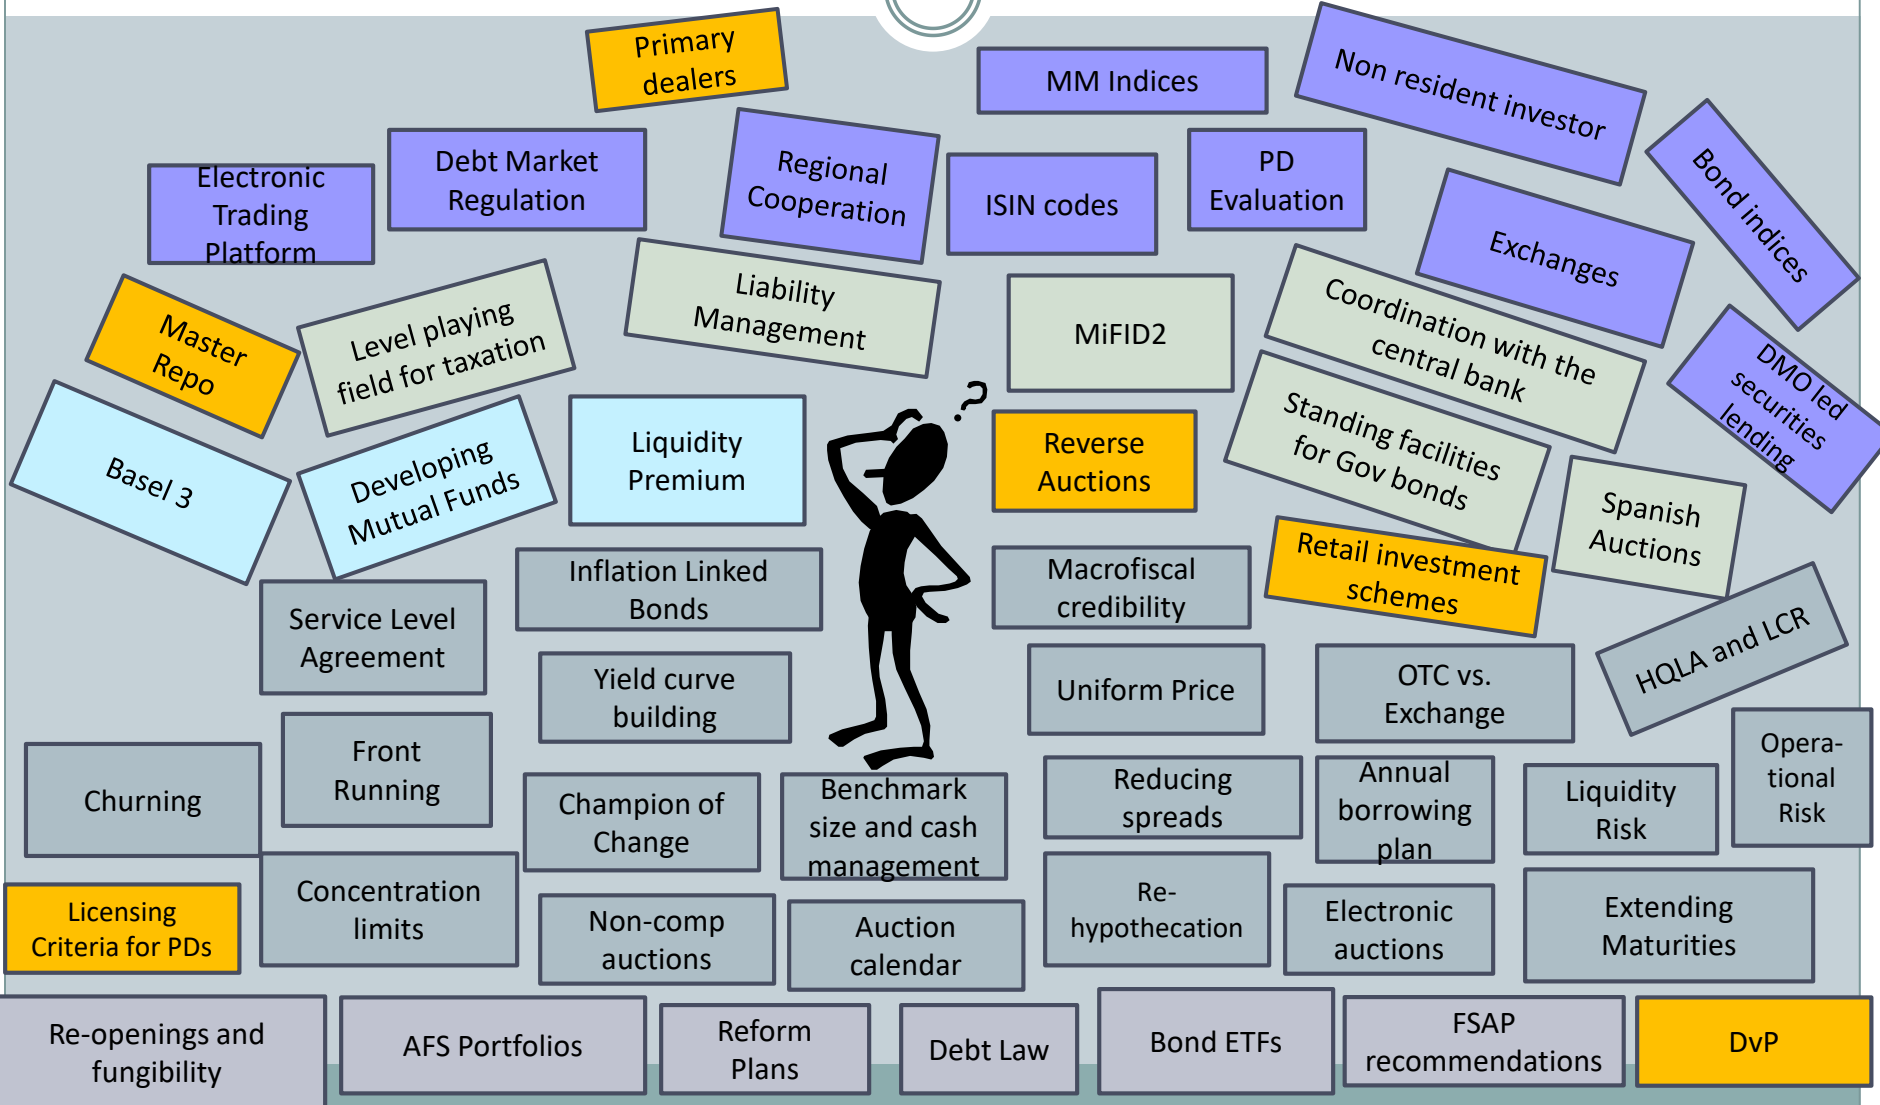 Primary
dealers
MM Indices
Non resident investor
Bond indices
Electronic
Trading
Platform
Debt Market
Regulation
Regional
Cooperation
ISIN codes
PD
Evaluation
Exchanges
Master
Repo
Level playing
field for taxation
Liability
Management
MiFID2
Coordination with the
central bank
DMO led
securities
lending
Basel 3
Developing
Mutual Funds
Liquidity
Premium
?
Reverse
Auctions
Standing facilities
for Gov bonds
Spanish
Auctions
Inflation Linked
Bonds
Macrofiscal
credibility
Retail investment
schemes
Service Level
Agreement
Yield curve
building
Uniform Price
OTC vs.
Exchange
HQLA and LCR
Churning
Front
Running
Champion of
Change
Benchmark
size and cash
management
Reducing
spreads
Annual
borrowing
plan
Liquidity
Risk
Opera-
tional
Risk
Licensing
Criteria for PDs
Concentration
limits
Non-comp
auctions
Auction
calendar
Re-
hypothecation
Electronic
auctions
Extending
Maturities
Re-openings and
fungibility
AFS Portfolios
Reform
Plans
Debt Law
Bond ETFs
FSAP
recommendations
DvP